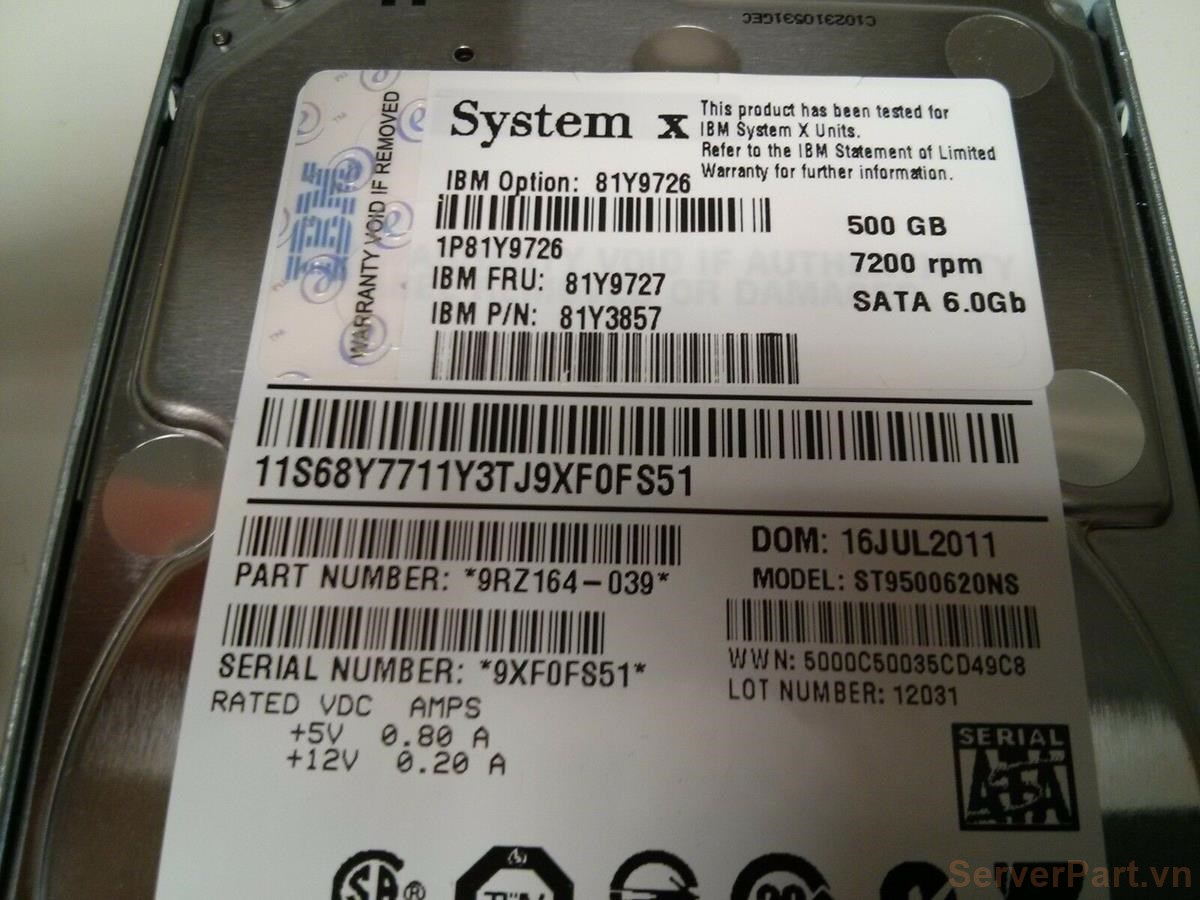 C102310531GEC
IBM
WARRANTY VOID IF REMOVED
System x
This product has been tested for
IBM System X Units.
Refer to the IBM Statement of Limited
Warranty for further information.
IBM Option: 81Y9726
1P81Y9726
IBM FRU: 81Y9727
IBM P/N: 81Y3857
500 GB
7200 rpm
SATA 6.0Gb
11S68Y7711Y3TJ9XF0FS51
PART NUMBER: *9RZ164-039*
SERIAL NUMBER: *9XF0FS51*
RATED VDC AMPS
+5V 0.80 A
+12V 0.20 A
DOM: 16JUL2011
MODEL: ST9500620NS
WWN: 5000C50035CD49C8
LOT NUMBER: 12031
SERIAL
ATA
ServerPart.vn